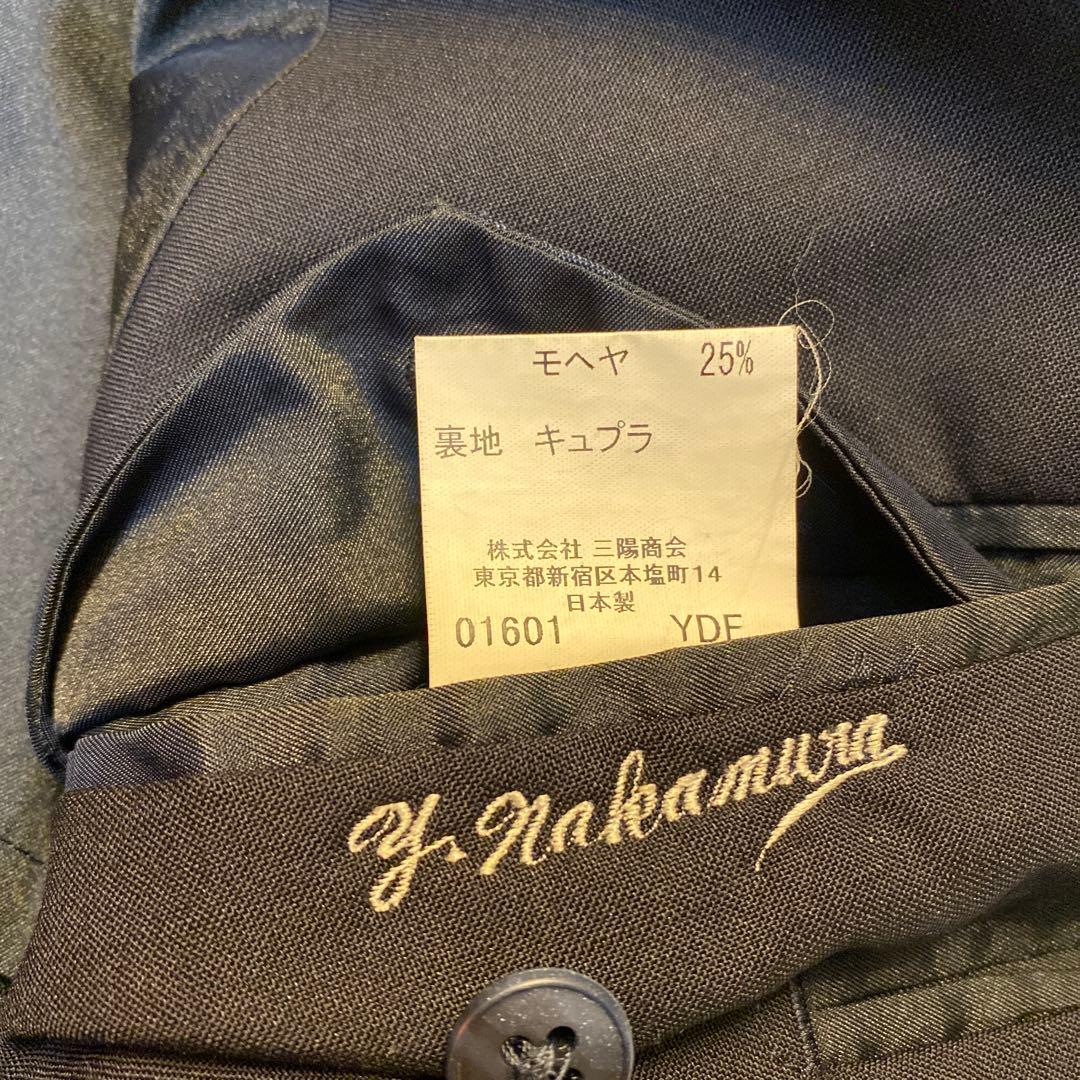 モヘヤ 25%
裏地 キュプラ
株式会社 三陽商会
東京都新宿区本塩町14
日本製
01601 YDF
Y. Nakamura